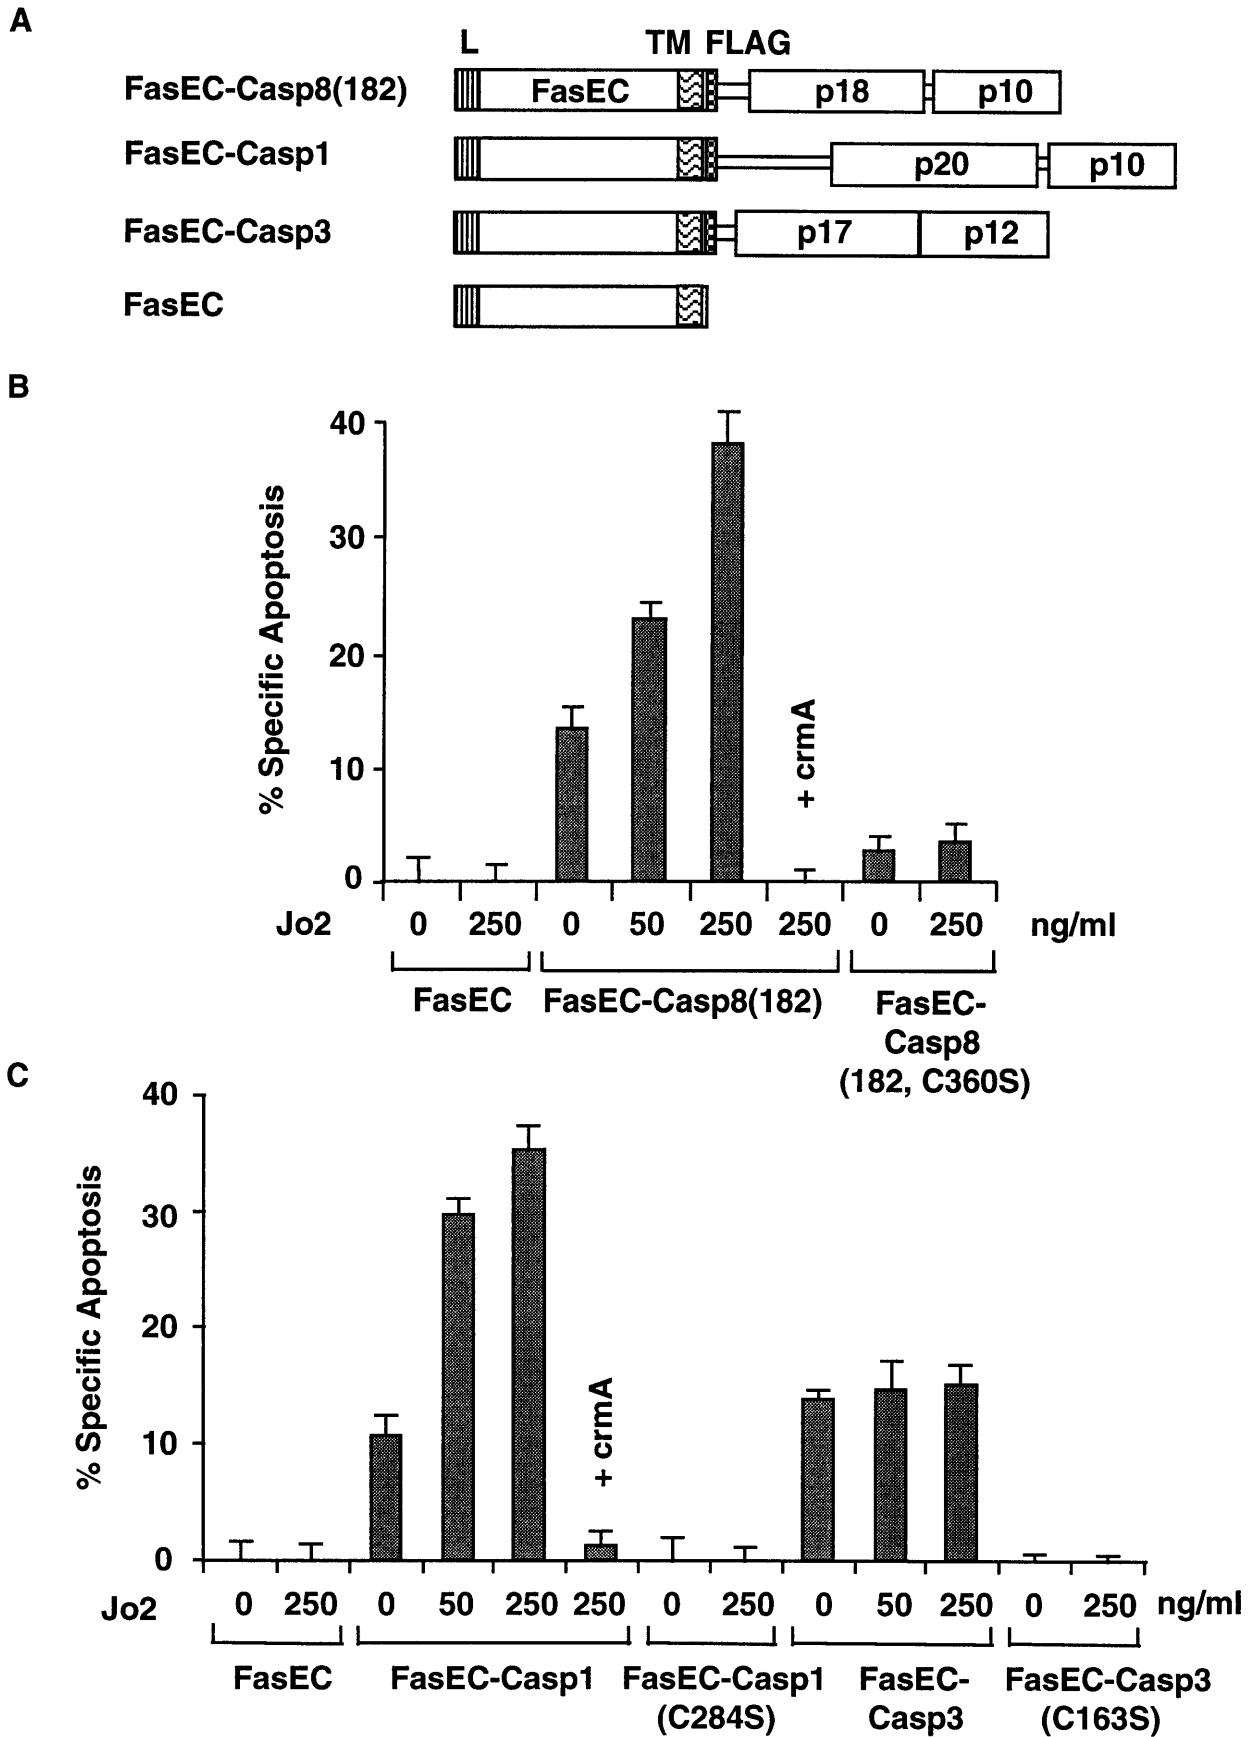 A
L TM FLAG
FasEC-Casp8(182) FasEC p18 p10
FasEC-Casp1 p20 p10
FasEC-Casp3 p17 p12
FasEC
B
40
30
20
10
0
% Specific Apoptosis
+ crmA
Jo2 0 250 0 50 250 250 0 250 ng/ml
FasEC FasEC-Casp8(182) FasEC-
Casp8
(182, C360S)
C
40
30
20
10
0
% Specific Apoptosis
+ crmA
Jo2 0 250 0 50 250 250 0 250 0 50 250 0 250 ng/ml
FasEC FasEC-Casp1 FasEC-Casp1 FasEC- FasEC-Casp3
(C284S) Casp3 (C163S)